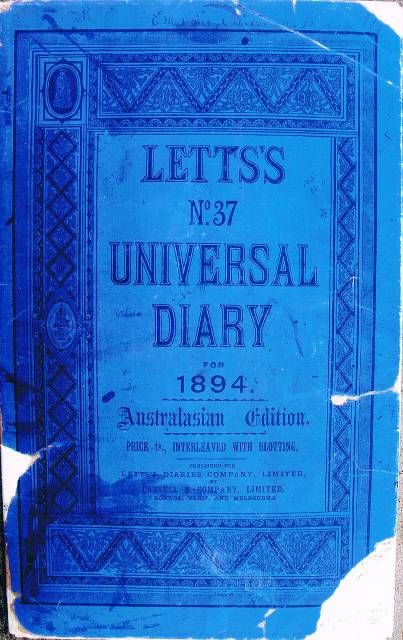 LETTS'S
No. 37
UNIVERSAL
DIARY
FOR
1894.
Australasian Edition.
PRICE 1s., INTERLEAVED WITH BLOTTING.
PUBLISHED FOR
LETTS'S DIARIES COMPANY, LIMITED,
BY
CASSELL & COMPANY, LIMITED,
LONDON, PARIS, AND MELBOURNE